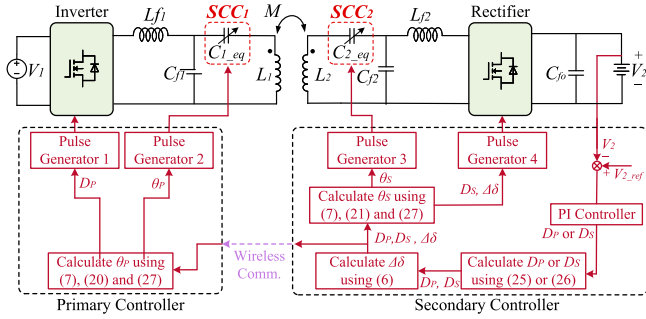 Inverter
Lf1
SCC1
M
SCC2
Lf2
Rectifier
V1
Cf1
C1_eq
L1
L2
C2_eq
Cf2
Cfo
+
V2
−
Pulse Generator 1
Pulse Generator 2
Pulse Generator 3
Pulse Generator 4
V2
−
+ V2_ref
DP
θP
θS
DS, Δδ
Calculate θS using
(7), (21) and (27)
PI Controller
DP or DS
DP,DS , Δδ
Wireless
Comm.
Calculate θP using
(7), (20) and (27)
Calculate Δδ
using (6)
DP, DS
Calculate DP or DS
using (25) or (26)
Primary Controller
Secondary Controller